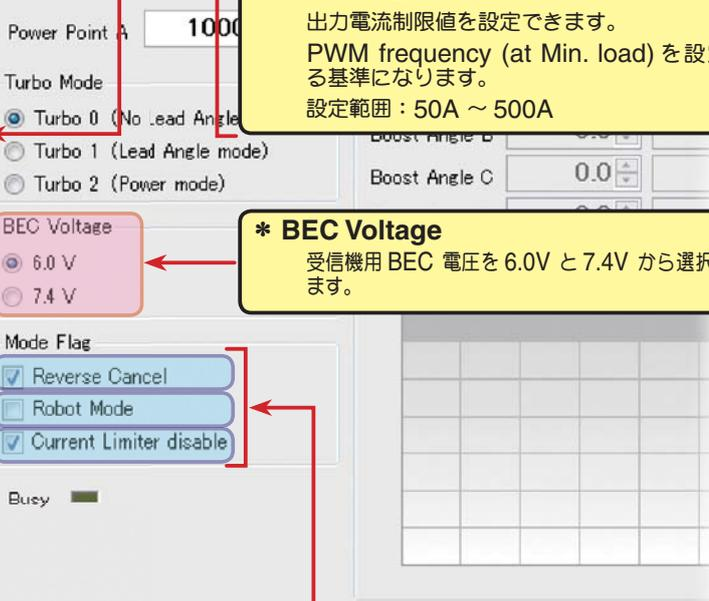 Power Point A
出力電流制限値を設定できます。
PWM frequency (at Min. load) を設
る基準になります。
設定範囲：50A ～ 500A
Turbo Mode
Turbo 0 (No Lead Angle
Turbo 1 (Lead Angle mode)
Turbo 2 (Power mode)
Boost Angle B
Boost Angle C 0.0
BEC Voltage
6.0 V
7.4 V
* BEC Voltage
受信機用 BEC 電圧を 6.0V と 7.4V から選択
ます。
Mode Flag
Reverse Cancel
Robot Mode
Current Limiter disable
Busy